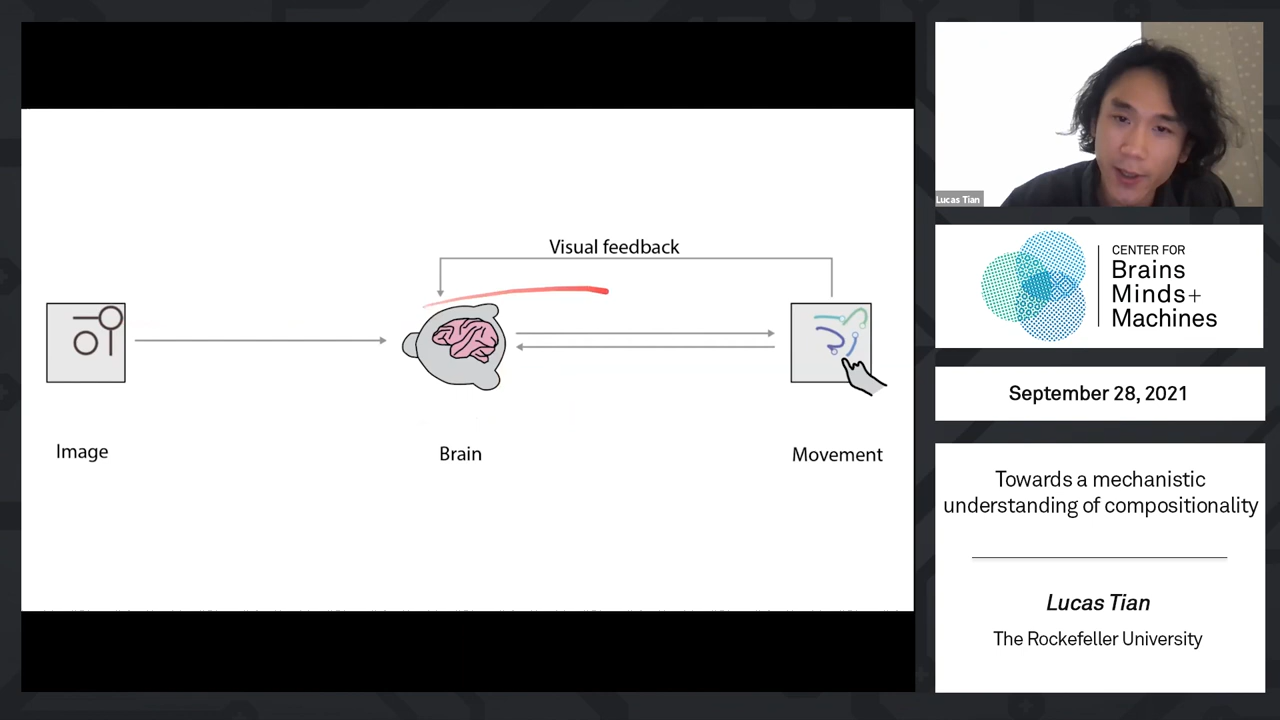 Visual feedback
Image
Brain
Movement
Lucas Tian
CENTER FOR
Brains
Minds+
Machines
September 28, 2021
Towards a mechanistic
understanding of compositionality
Lucas Tian
The Rockefeller University